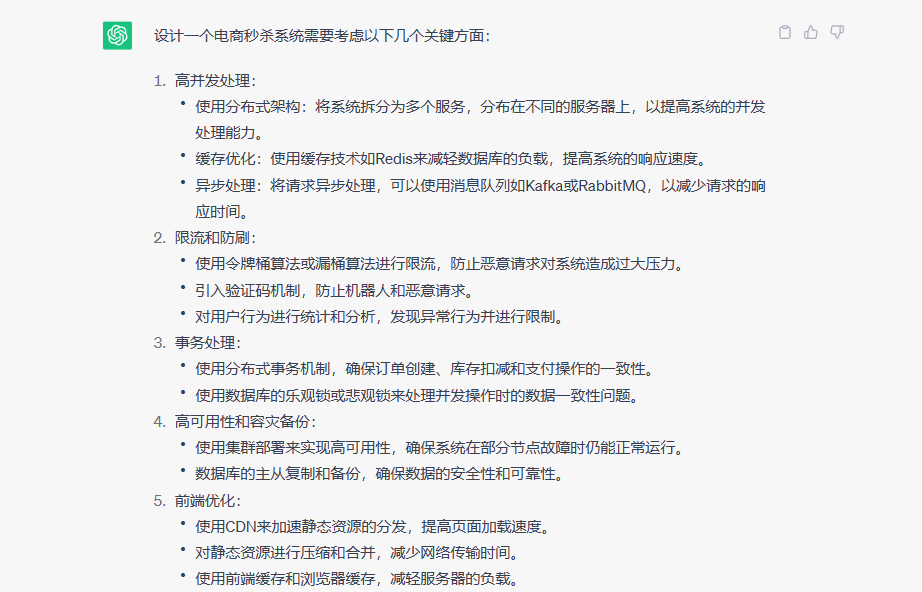 设计一个电商秒杀系统需要考虑以下几个关键方面：
1. 高并发处理：
• 使用分布式架构：将系统拆分为多个服务，分布在不同的服务器上，以提高系统的并发
处理能力。
• 缓存优化：使用缓存技术如Redis来减轻数据库的负载，提高系统的响应速度。
• 异步处理：将请求异步处理，可以使用消息队列如Kafka或RabbitMQ，以减少请求的响
应时间。
2. 限流和防刷：
• 使用令牌桶算法或漏桶算法进行限流，防止恶意请求对系统造成过大压力。
• 引入验证码机制，防止机器人和恶意请求。
• 对用户行为进行统计和分析，发现异常行为并进行限制。
3. 事务处理：
• 使用分布式事务机制，确保订单创建、库存扣减和支付操作的一致性。
• 使用数据库的乐观锁或悲观锁来处理并发操作时的数据一致性问题。
4. 高可用性和容灾备份：
• 使用集群部署来实现高可用性，确保系统在部分节点故障时仍能正常运行。
• 数据库的主从复制和备份，确保数据的安全性和可靠性。
5. 前端优化：
• 使用CDN来加速静态资源的分发，提高页面加载速度。
• 对静态资源进行压缩和合并，减少网络传输时间。
• 使用前端缓存和浏览器缓存，减轻服务器的负载。